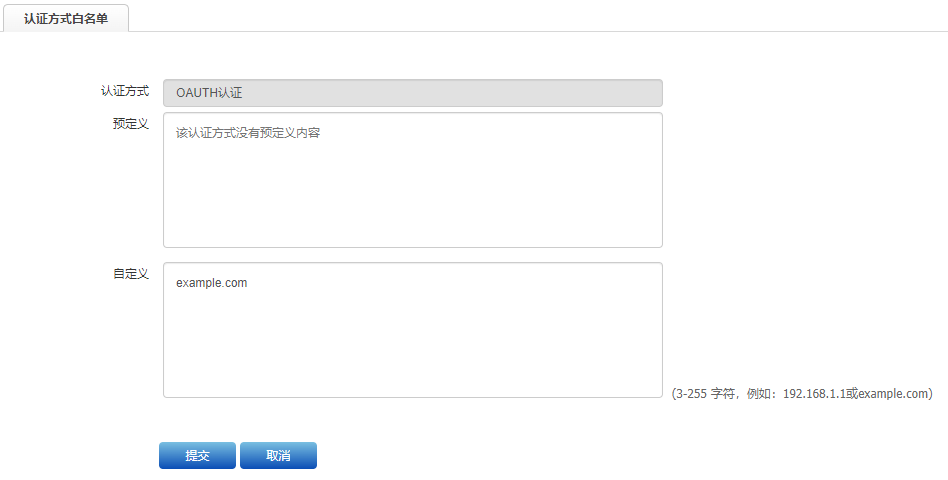 认证方式白名单
认证方式 OAUTH认证
预定义 该认证方式没有预定义内容
自定义 example.com
(3-255 字符，例如：192.168.1.1或example.com)
提交 取消